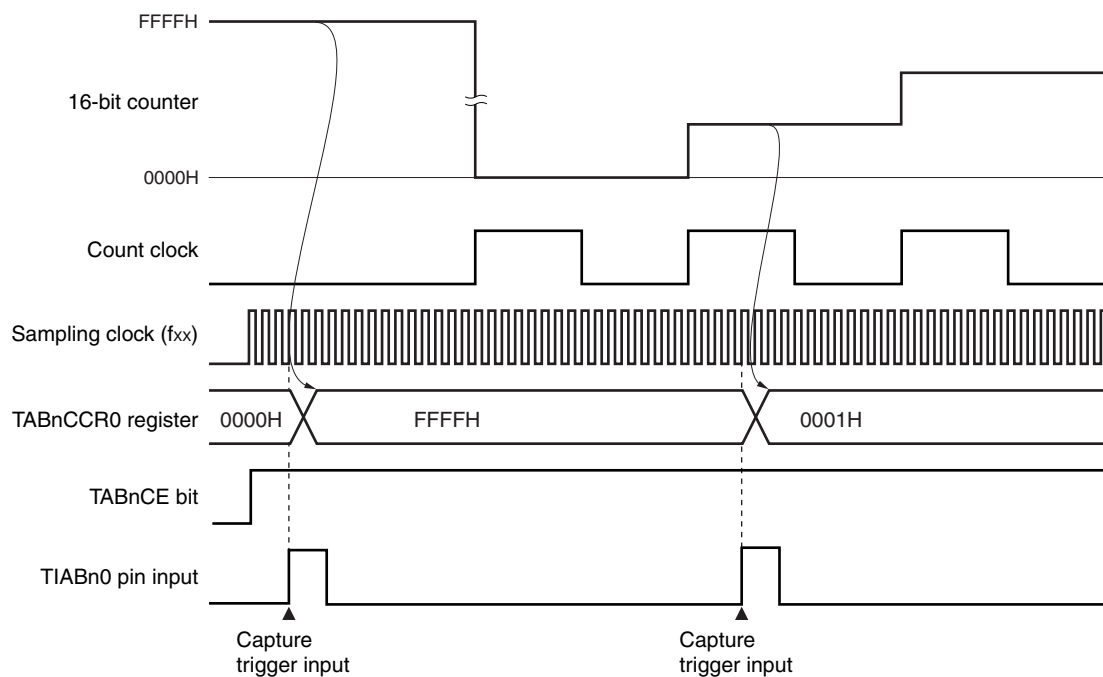 FFFFH
16-bit counter
0000H
Count clock
Sampling clock (fxx)
TABnCCR0 register
0000H
FFFFH
0001H
TABnCE bit
TIABn0 pin input
Capture
trigger input
Capture
trigger input